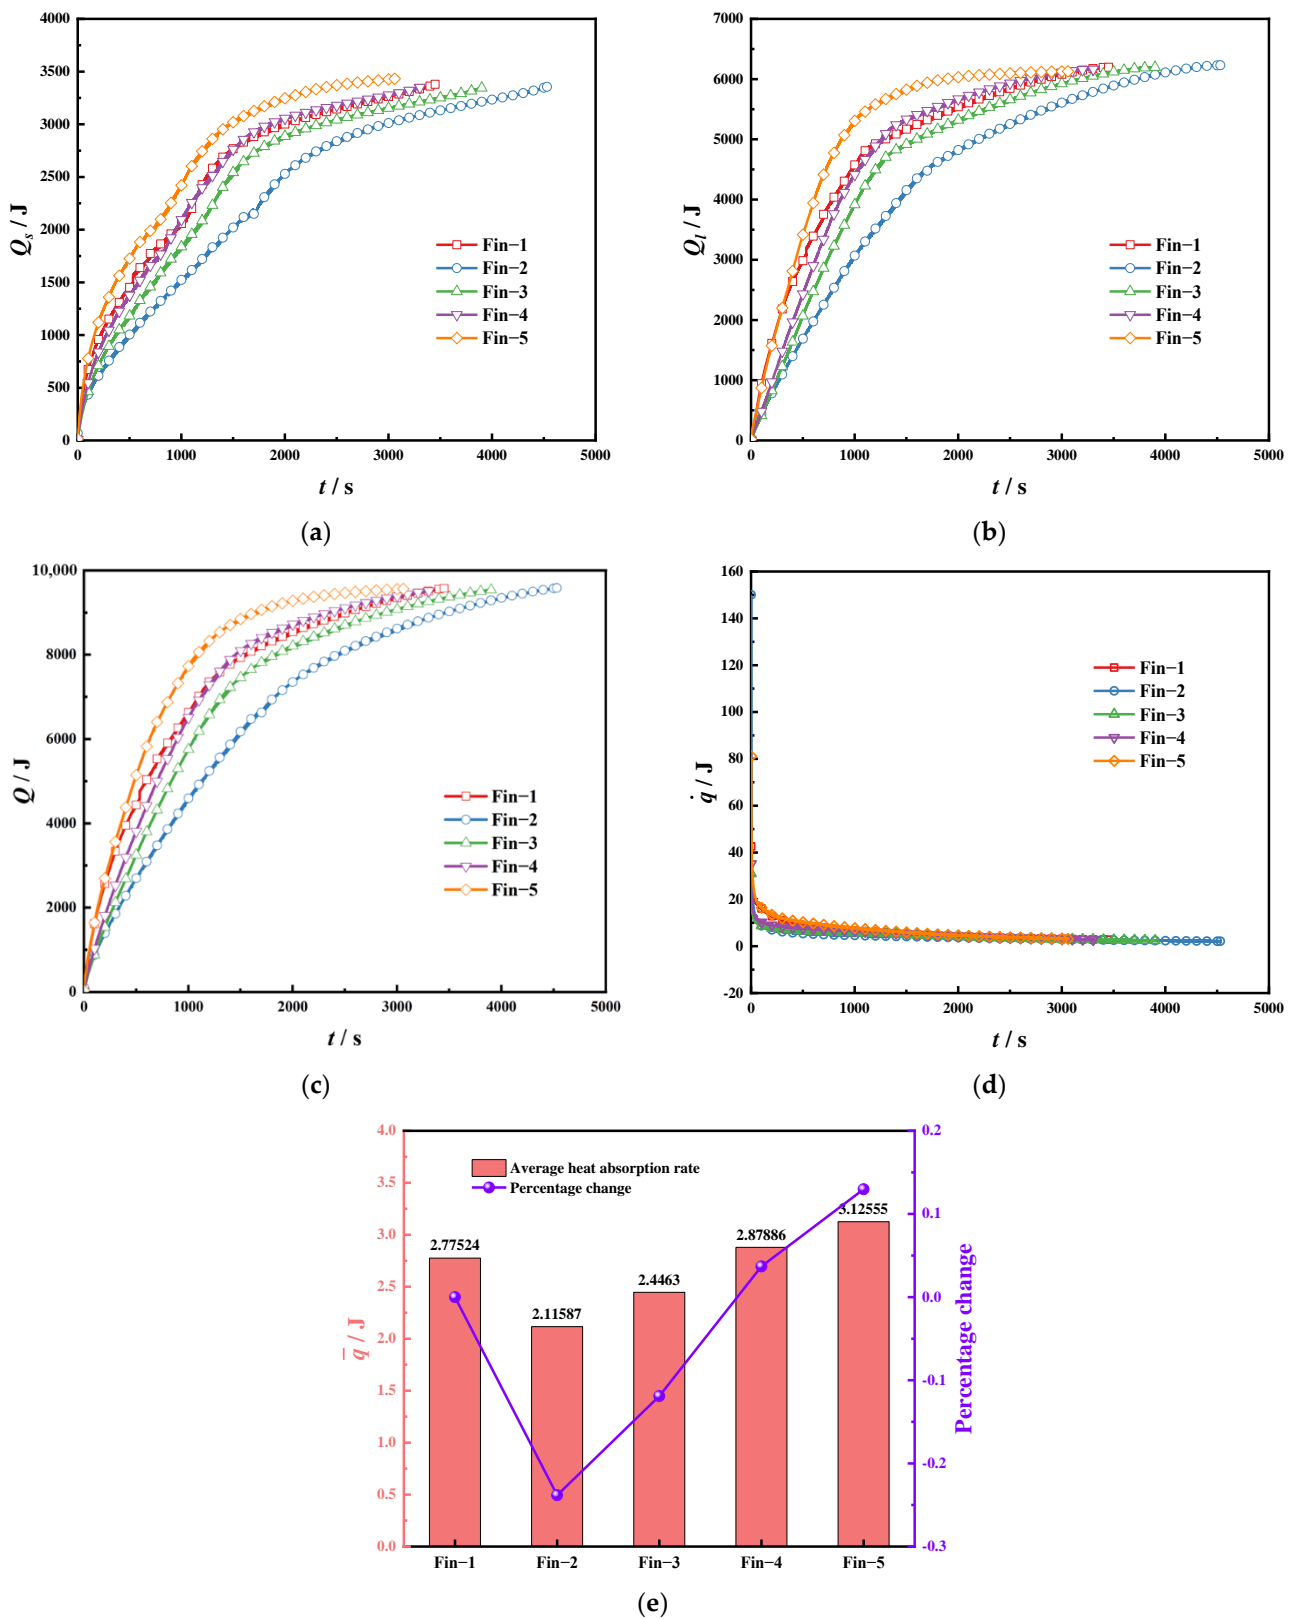 4000
3500
3000
2500
2000
1500
1000
500
0
Qs / J
0 1000 2000 3000 4000 5000
t / s
Fin−1
Fin−2
Fin−3
Fin−4
Fin−5
(a)
7000
6000
5000
4000
3000
2000
1000
0
Ql / J
0 1000 2000 3000 4000 5000
t / s
Fin−1
Fin−2
Fin−3
Fin−4
Fin−5
(b)
10,000
8000
6000
4000
2000
0
Q / J
0 1000 2000 3000 4000 5000
t / s
Fin−1
Fin−2
Fin−3
Fin−4
Fin−5
(c)
160
140
120
100
80
60
40
20
0
-20
q̇ / J
0 1000 2000 3000 4000 5000
t / s
Fin−1
Fin−2
Fin−3
Fin−4
Fin−5
(d)
4.0
3.5
3.0
2.5
2.0
1.5
1.0
0.5
0.0
q̅ / J
Average heat absorption rate
Percentage change
2.77524
2.11587
2.4463
2.87886
3.12555
0.2
0.1
0.0
-0.1
-0.2
-0.3
Percentage change
Fin−1 Fin−2 Fin−3 Fin−4 Fin−5
(e)